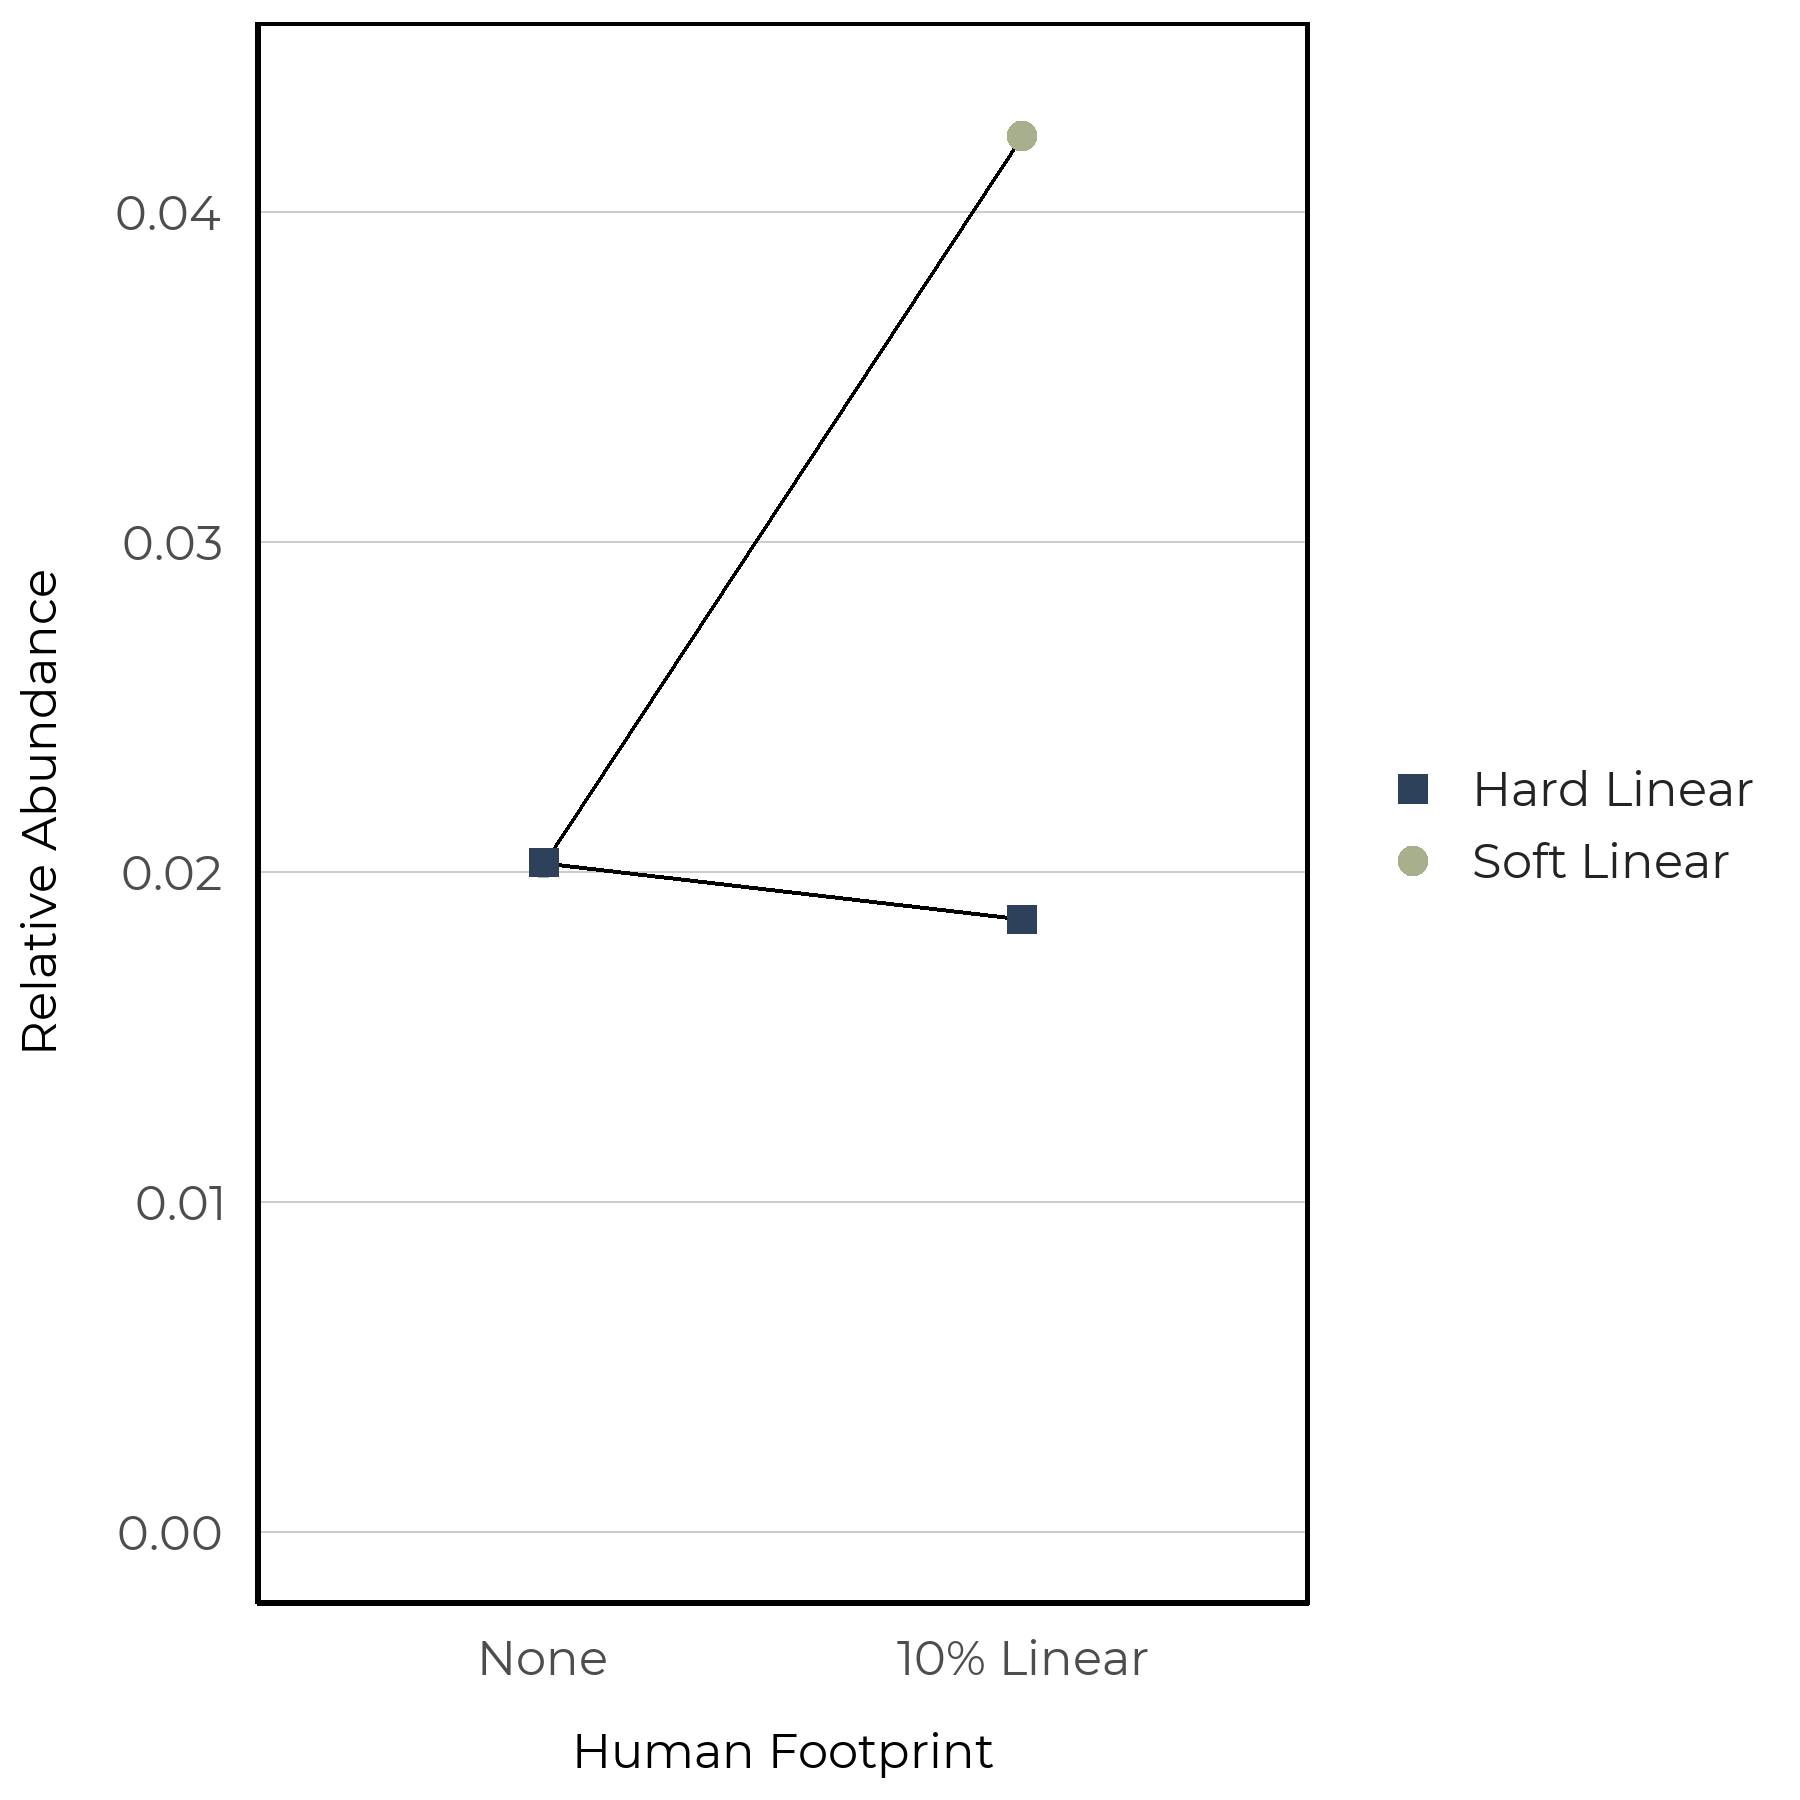 Relative Abundance
0.04
0.03
0.02
0.01
0.00
None
10% Linear
Human Footprint
Hard Linear
Soft Linear